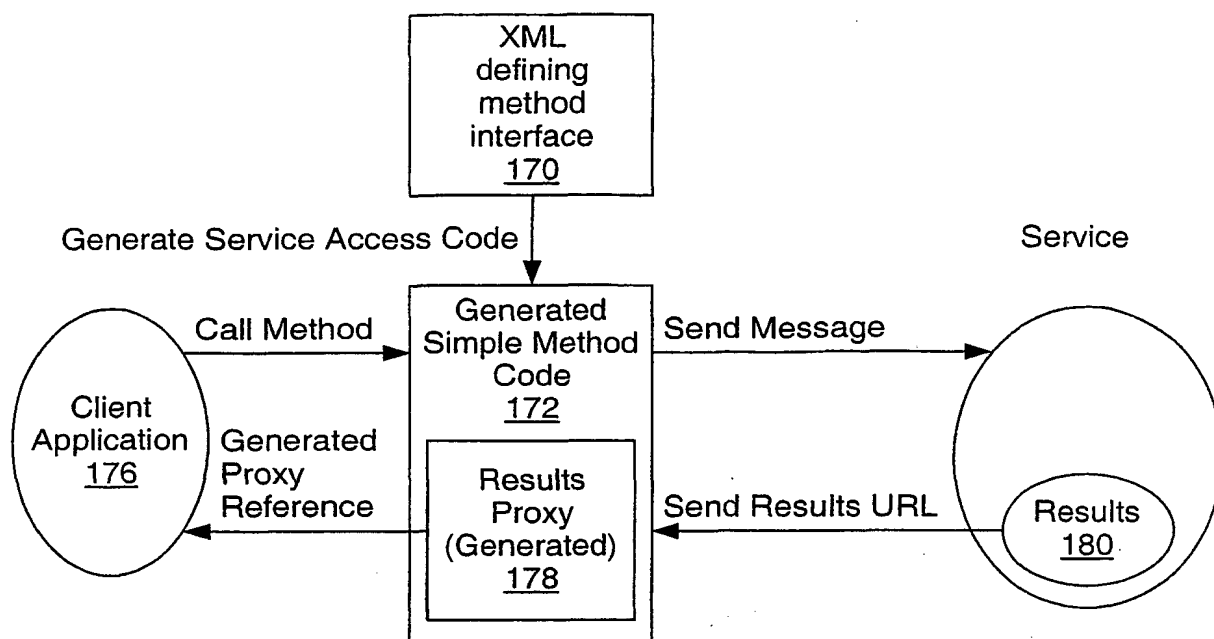 XML
defining
method
interface
170
Generate Service Access Code
Service
Call Method
Generated
Simple Method
Code
172
Send Message
Client
Application
176
Generated
Proxy
Reference
Results
Proxy
(Generated)
178
Send Results URL
Results
180